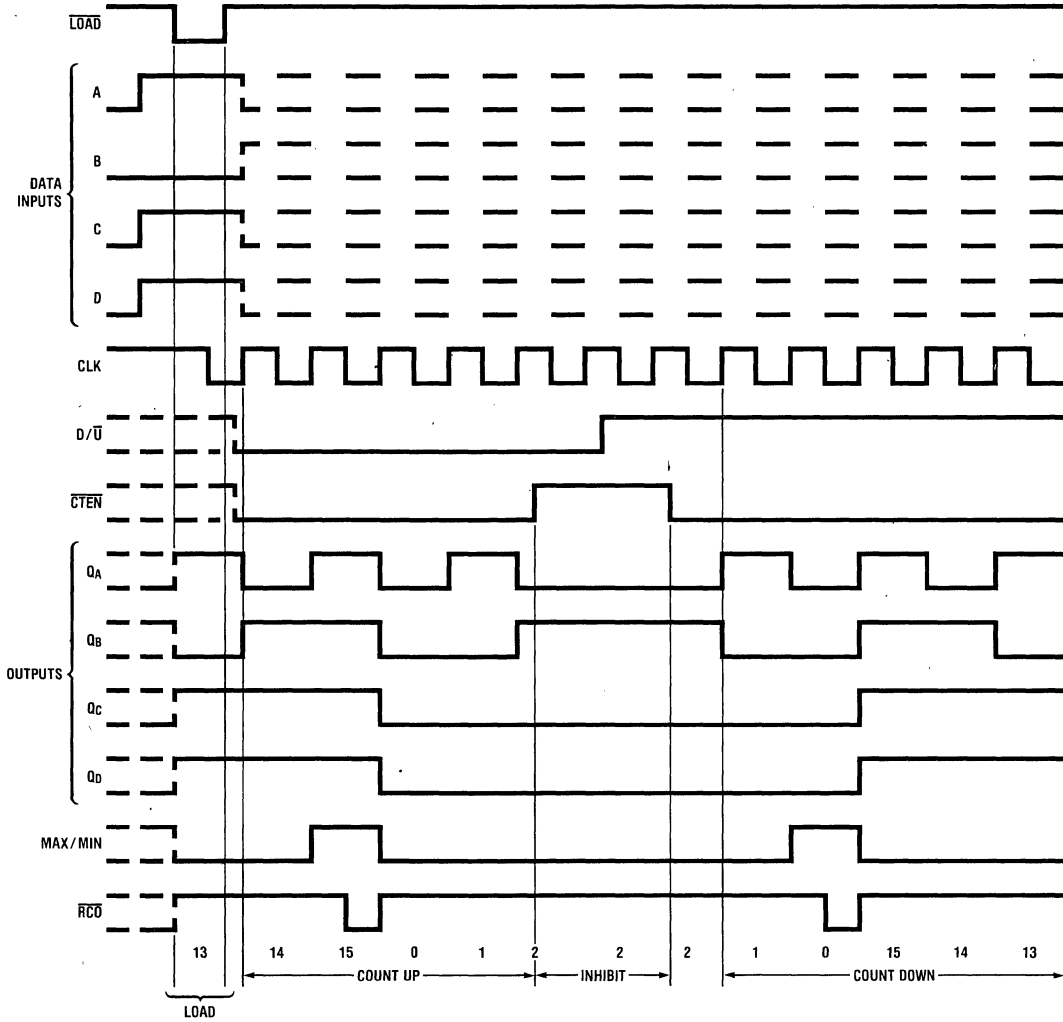 LOAD
A
B
DATA INPUTS
C
D
CLK
D/U̅
CTEN
QA
QB
OUTPUTS
QC
QD
MAX/MIN
RCO
13 14 15 0 1 2 2 2 1 0 15 14 13
COUNT UP INHIBIT COUNT DOWN
LOAD